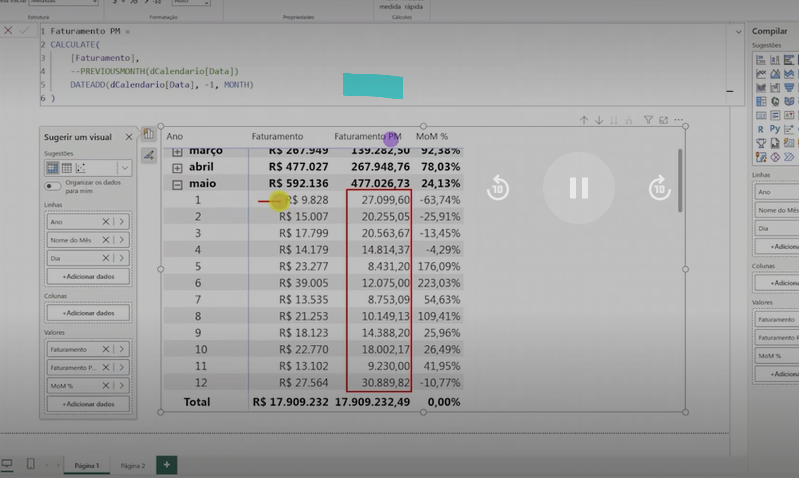 Estrutura
Formatação
Propriedades
medida rápida
Cálculos
1 Faturamento PM =
2 CALCULATE(
3 [Faturamento],
4 --PREVIOUSMONTH(dCalendario[Data])
5 DATEADD(dCalendario[Data], -1, MONTH)
6 )
Compilar
Sugestões
Sugerir um visual
Sugestões
Organizar os dados para mim
Linhas
Ano
Nome do Mês
Dia
+Adicionar dados
Colunas
+Adicionar dados
Valores
Faturamento
Faturamento P...
MoM %
+Adicionar dados
Ano Faturamento Faturamento PM MoM %
março R$ 267.949 139.282,50 92,38%
abril R$ 477.027 267.948,76 78,03%
maio R$ 592.136 477.026,73 24,13%
1 R$ 9.828 27.099,60 -63,74%
2 R$ 15.007 20.255,05 -25,91%
3 R$ 17.799 20.563,67 -13,45%
4 R$ 14.179 14.814,37 -4,29%
5 R$ 23.277 8.431,20 176,09%
6 R$ 39.005 12.075,00 223,03%
7 R$ 13.535 8.753,09 54,63%
8 R$ 21.253 10.149,13 109,41%
9 R$ 18.123 14.388,20 25,96%
10 R$ 22.770 18.002,17 26,49%
11 R$ 13.102 9.230,00 41,95%
12 R$ 27.564 30.889,82 -10,77%
Total R$ 17.909.232 17.909.232,49 0,00%
10
10
R Py
Linhas
Ano
Nome do Mês
Dia
+Adicionar
Colunas
+Adicionar
Valores
Faturamento
Faturamento P
MoM %
+Adicionar
Página 1
Página 2
+